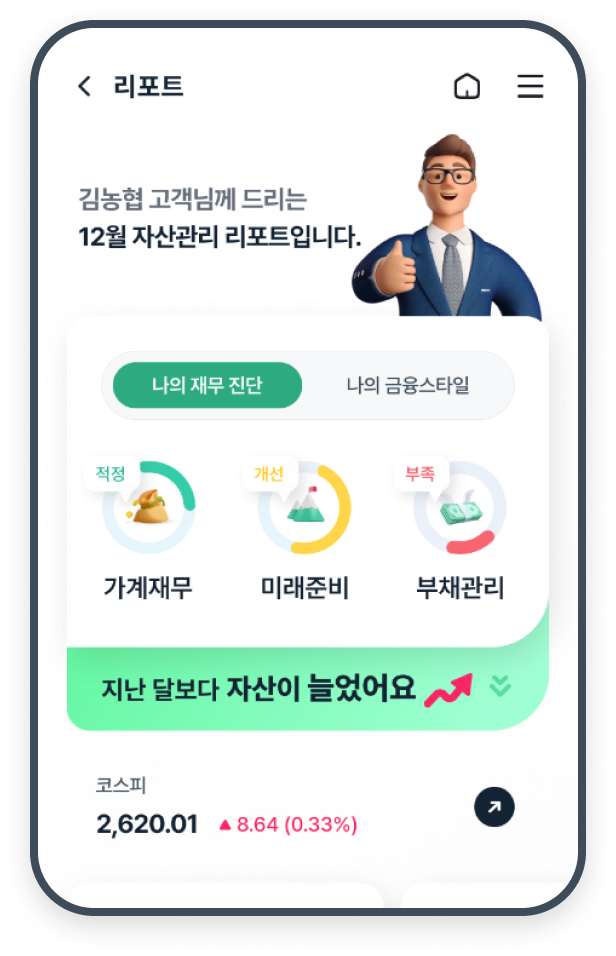 리포트
김농협 고객님께 드리는
12월 자산관리 리포트입니다.
나의 재무 진단 나의 금융스타일
적정 개선 부족
가계재무 미래준비 부채관리
지난 달보다 자산이 늘었어요
코스피
2,620.01 ▲ 8.64 (0.33%)